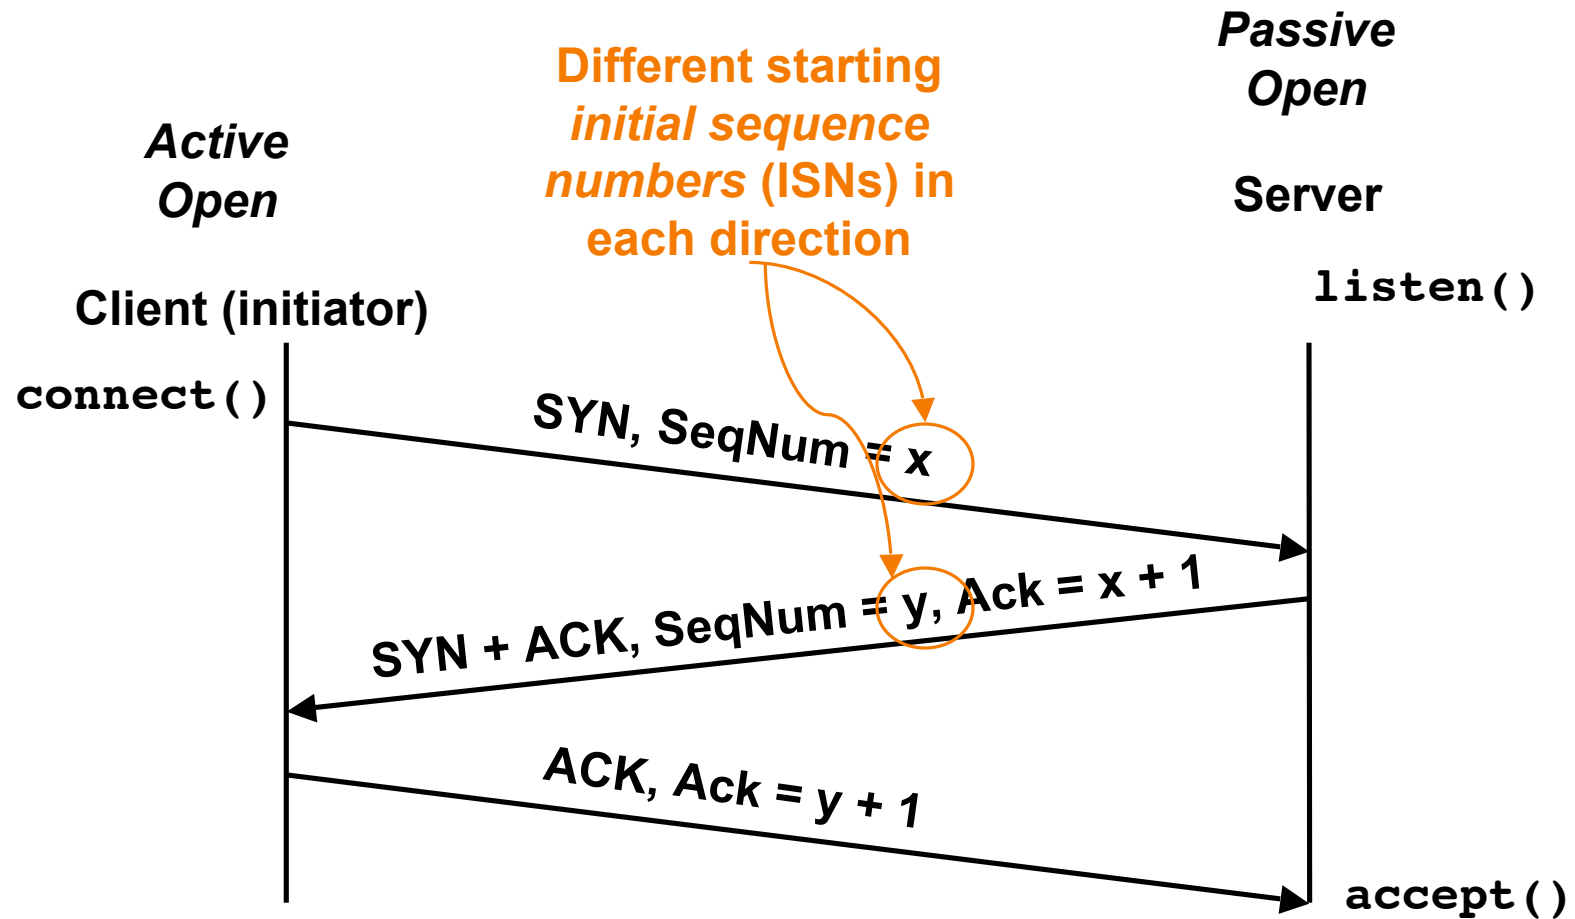 Passive
Open
Different starting
initial sequence
numbers (ISNs) in
each direction
Active
Open
Server
Client (initiator)
listen()
connect()
SYN, SeqNum = x
SYN + ACK, SeqNum = y, Ack = x + 1
ACK, Ack = y + 1
accept()